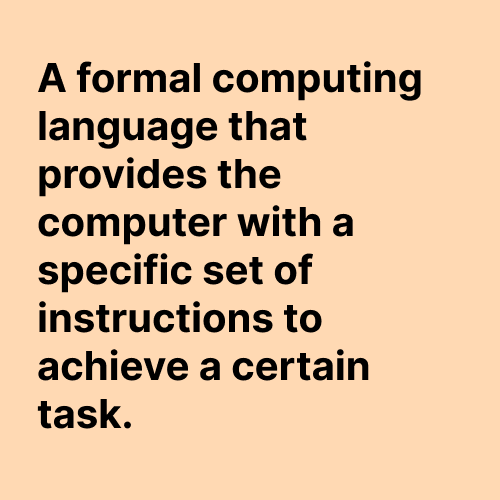 A formal computing
language that
provides the
computer with a
specific set of
instructions to
achieve a certain
task.